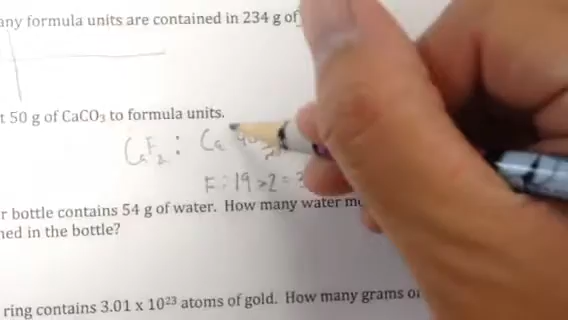 any formula units are contained in 234 g of
t 50 g of CaCO₃ to formula units.
CaF₂ : Ca
F : 19 × 2 = 3
r bottle contains 54 g of water. How many water m
ned in the bottle?
ring contains 3.01 x 10²³ atoms of gold. How many grams o